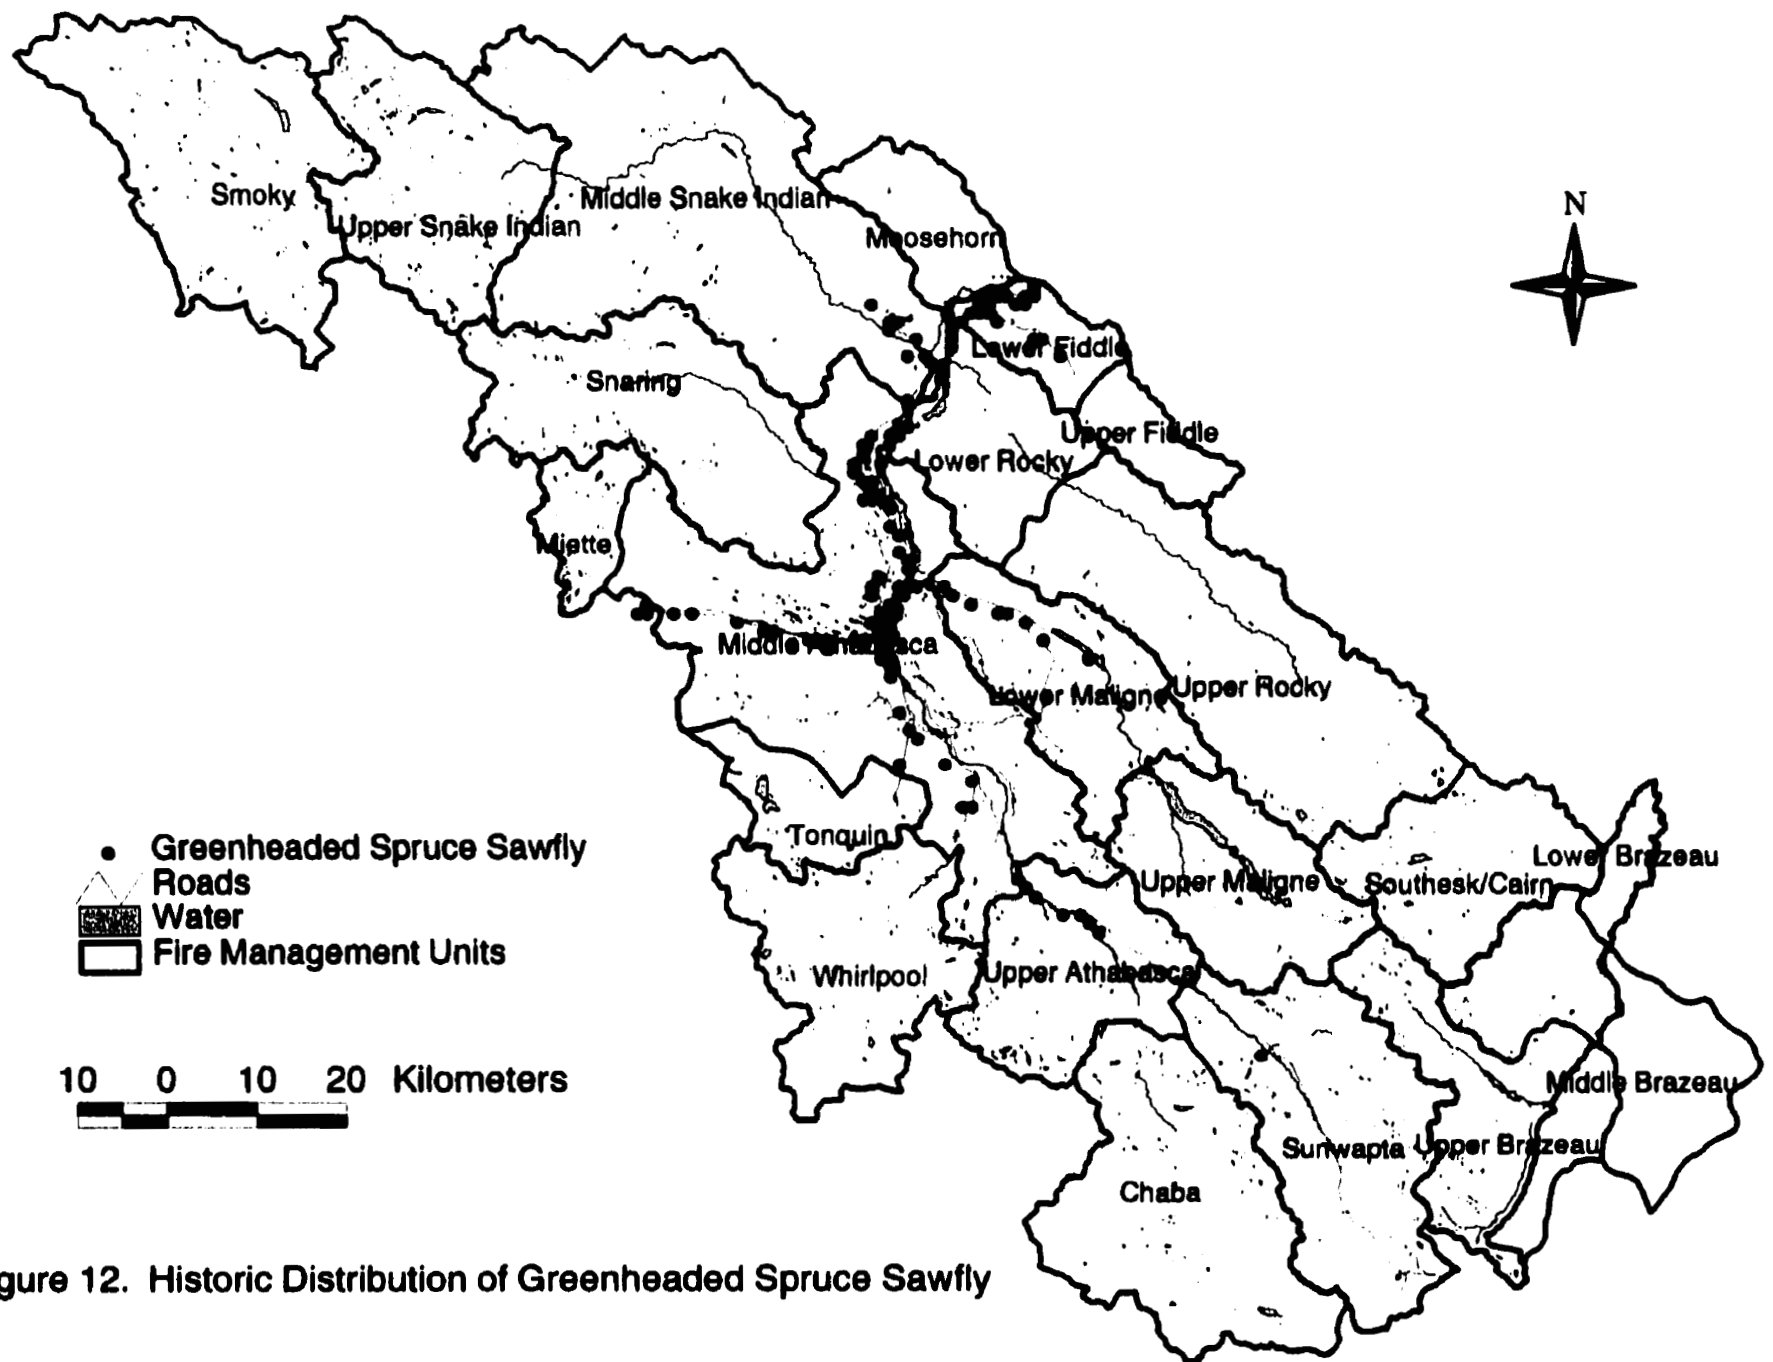 N
Smoky
Upper Snake Indian
Middle Snake Indian
Moosehorn
Lower Fiddle
Snaring
Upper Fiddle
Lower Rocky
Miette
Middle Athabasca
Lower Maligne
Upper Rocky
Tonquin
Upper Maligne
Southesk/Cairn
Lower Brazeau
Whirlpool
Upper Athabasca
Middle Brazeau
Sunwapta
Upper Brazeau
Chaba
Greenheaded Spruce Sawfly
Roads
Water
Fire Management Units
10 0 10 20 Kilometers
gure 12. Historic Distribution of Greenheaded Spruce Sawfly